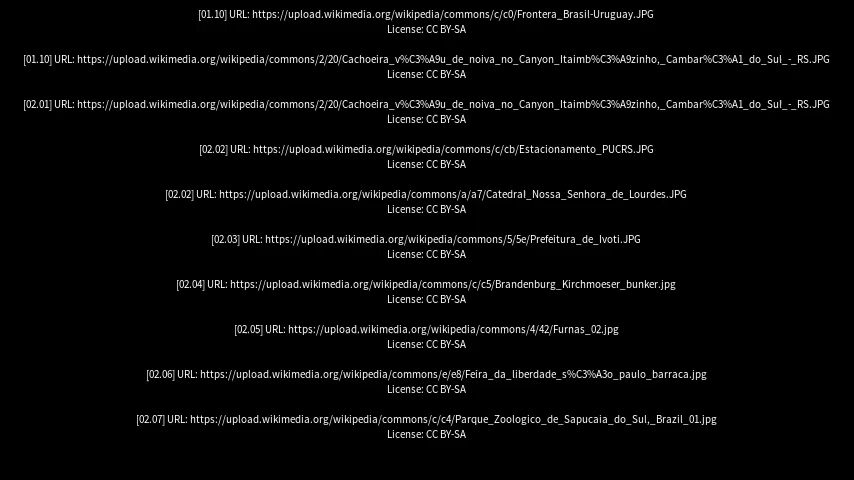 [01.10] URL: https://upload.wikimedia.org/wikipedia/commons/c/c0/Frontera_Brasil-Uruguay.JPG
License: CC BY-SA
[01.10] URL: https://upload.wikimedia.org/wikipedia/commons/2/20/Cachoeira_v%C3%A9u_de_noiva_no_Canyon_Itaimb%C3%A9zinho,_Cambar%C3%A1_do_Sul_-_RS.JPG
License: CC BY-SA
[02.01] URL: https://upload.wikimedia.org/wikipedia/commons/2/20/Cachoeira_v%C3%A9u_de_noiva_no_Canyon_Itaimb%C3%A9zinho,_Cambar%C3%A1_do_Sul_-_RS.JPG
License: CC BY-SA
[02.02] URL: https://upload.wikimedia.org/wikipedia/commons/c/cb/Estacionamento_PUCRS.JPG
License: CC BY-SA
[02.02] URL: https://upload.wikimedia.org/wikipedia/commons/a/a7/Catedral_Nossa_Senhora_de_Lourdes.JPG
License: CC BY-SA
[02.03] URL: https://upload.wikimedia.org/wikipedia/commons/5/5e/Prefeitura_de_Ivoti.JPG
License: CC BY-SA
[02.04] URL: https://upload.wikimedia.org/wikipedia/commons/c/c5/Brandenburg_Kirchmoeser_bunker.jpg
License: CC BY-SA
[02.05] URL: https://upload.wikimedia.org/wikipedia/commons/4/42/Furnas_02.jpg
License: CC BY-SA
[02.06] URL: https://upload.wikimedia.org/wikipedia/commons/e/e8/Feira_da_liberdade_s%C3%A3o_paulo_barraca.jpg
License: CC BY-SA
[02.07] URL: https://upload.wikimedia.org/wikipedia/commons/c/c4/Parque_Zoologico_de_Sapucaia_do_Sul,_Brazil_01.jpg
License: CC BY-SA